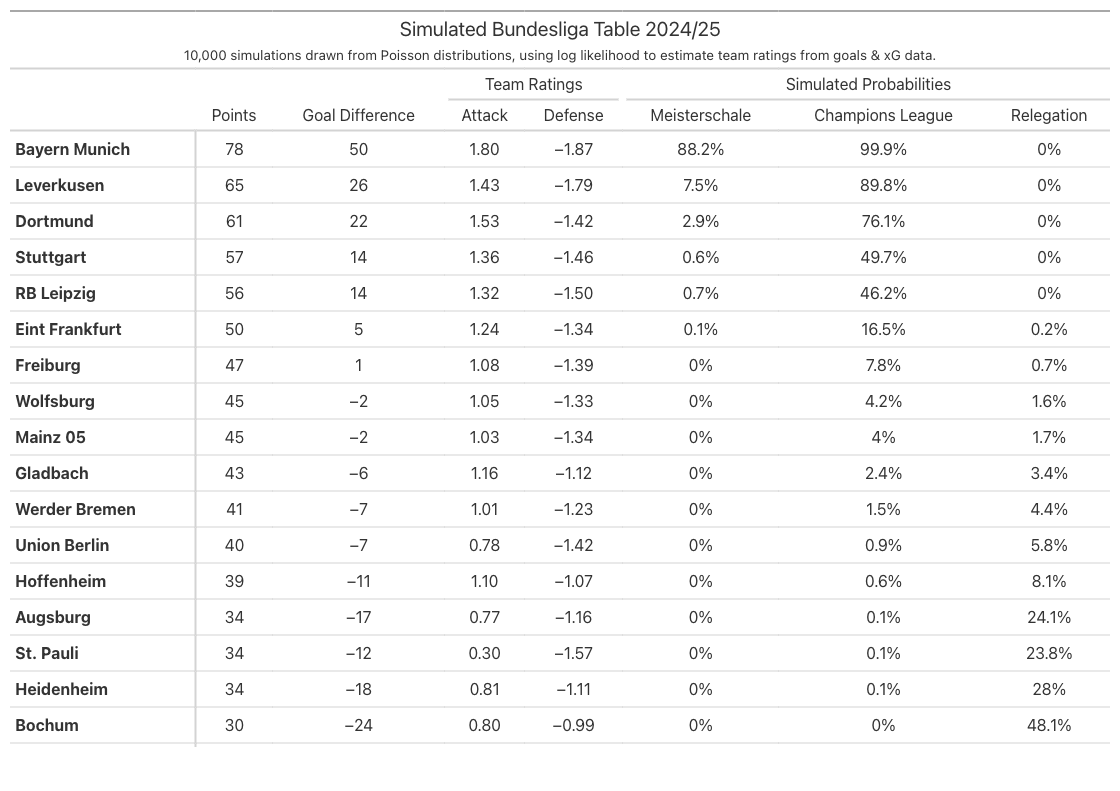 Simulated Bundesliga Table 2024/25
10,000 simulations drawn from Poisson distributions, using log likelihood to estimate team ratings from goals & xG data.
Team Ratings Simulated Probabilities
Points Goal Difference Attack Defense Meisterschale Champions League Relegation
Bayern Munich 78 50 1.80 −1.87 88.2% 99.9% 0%
Leverkusen 65 26 1.43 −1.79 7.5% 89.8% 0%
Dortmund 61 22 1.53 −1.42 2.9% 76.1% 0%
Stuttgart 57 14 1.36 −1.46 0.6% 49.7% 0%
RB Leipzig 56 14 1.32 −1.50 0.7% 46.2% 0%
Eint Frankfurt 50 5 1.24 −1.34 0.1% 16.5% 0.2%
Freiburg 47 1 1.08 −1.39 0% 7.8% 0.7%
Wolfsburg 45 −2 1.05 −1.33 0% 4.2% 1.6%
Mainz 05 45 −2 1.03 −1.34 0% 4% 1.7%
Gladbach 43 −6 1.16 −1.12 0% 2.4% 3.4%
Werder Bremen 41 −7 1.01 −1.23 0% 1.5% 4.4%
Union Berlin 40 −7 0.78 −1.42 0% 0.9% 5.8%
Hoffenheim 39 −11 1.10 −1.07 0% 0.6% 8.1%
Augsburg 34 −17 0.77 −1.16 0% 0.1% 24.1%
St. Pauli 34 −12 0.30 −1.57 0% 0.1% 23.8%
Heidenheim 34 −18 0.81 −1.11 0% 0.1% 28%
Bochum 30 −24 0.80 −0.99 0% 0% 48.1%